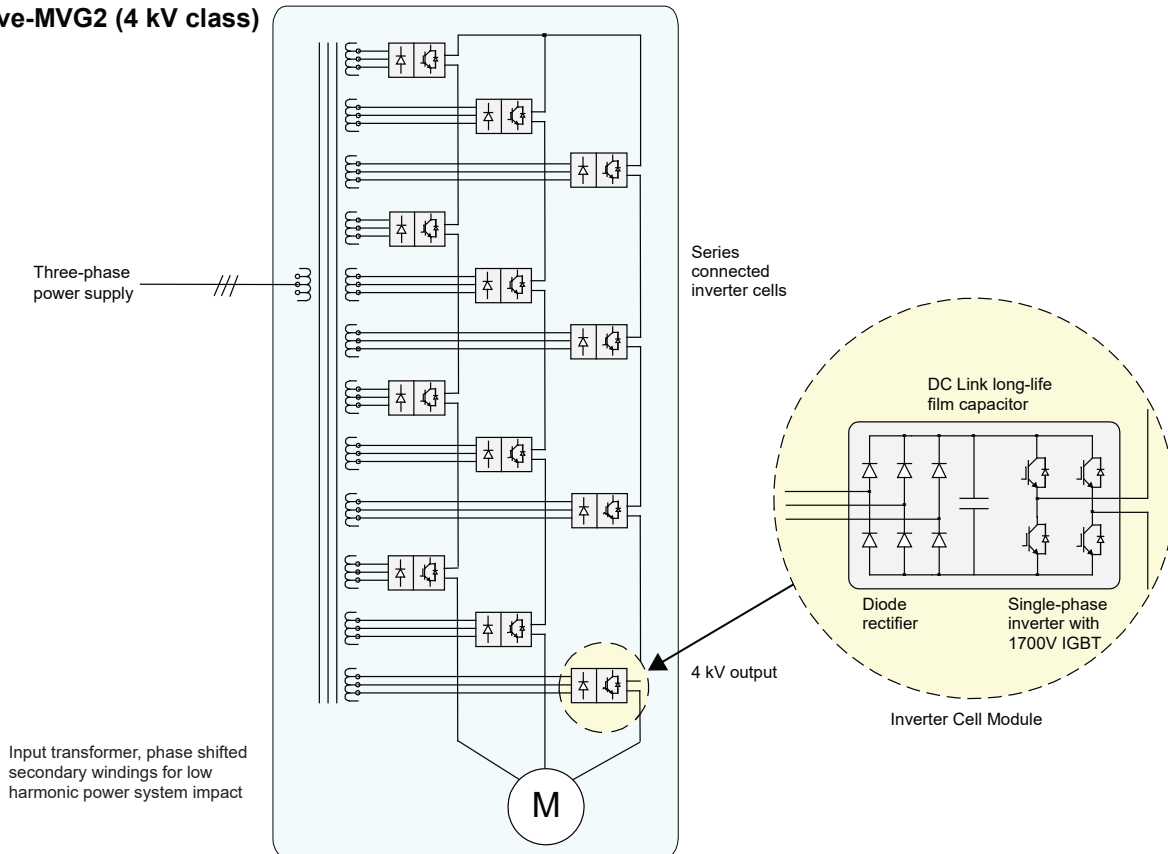 ve-MVG2 (4 kV class)
Three-phase
power supply
Series
connected
inverter cells
DC Link long-life
film capacitor
Diode
rectifier
Single-phase
inverter with
1700V IGBT
4 kV output
Inverter Cell Module
Input transformer, phase shifted
secondary windings for low
harmonic power system impact
M